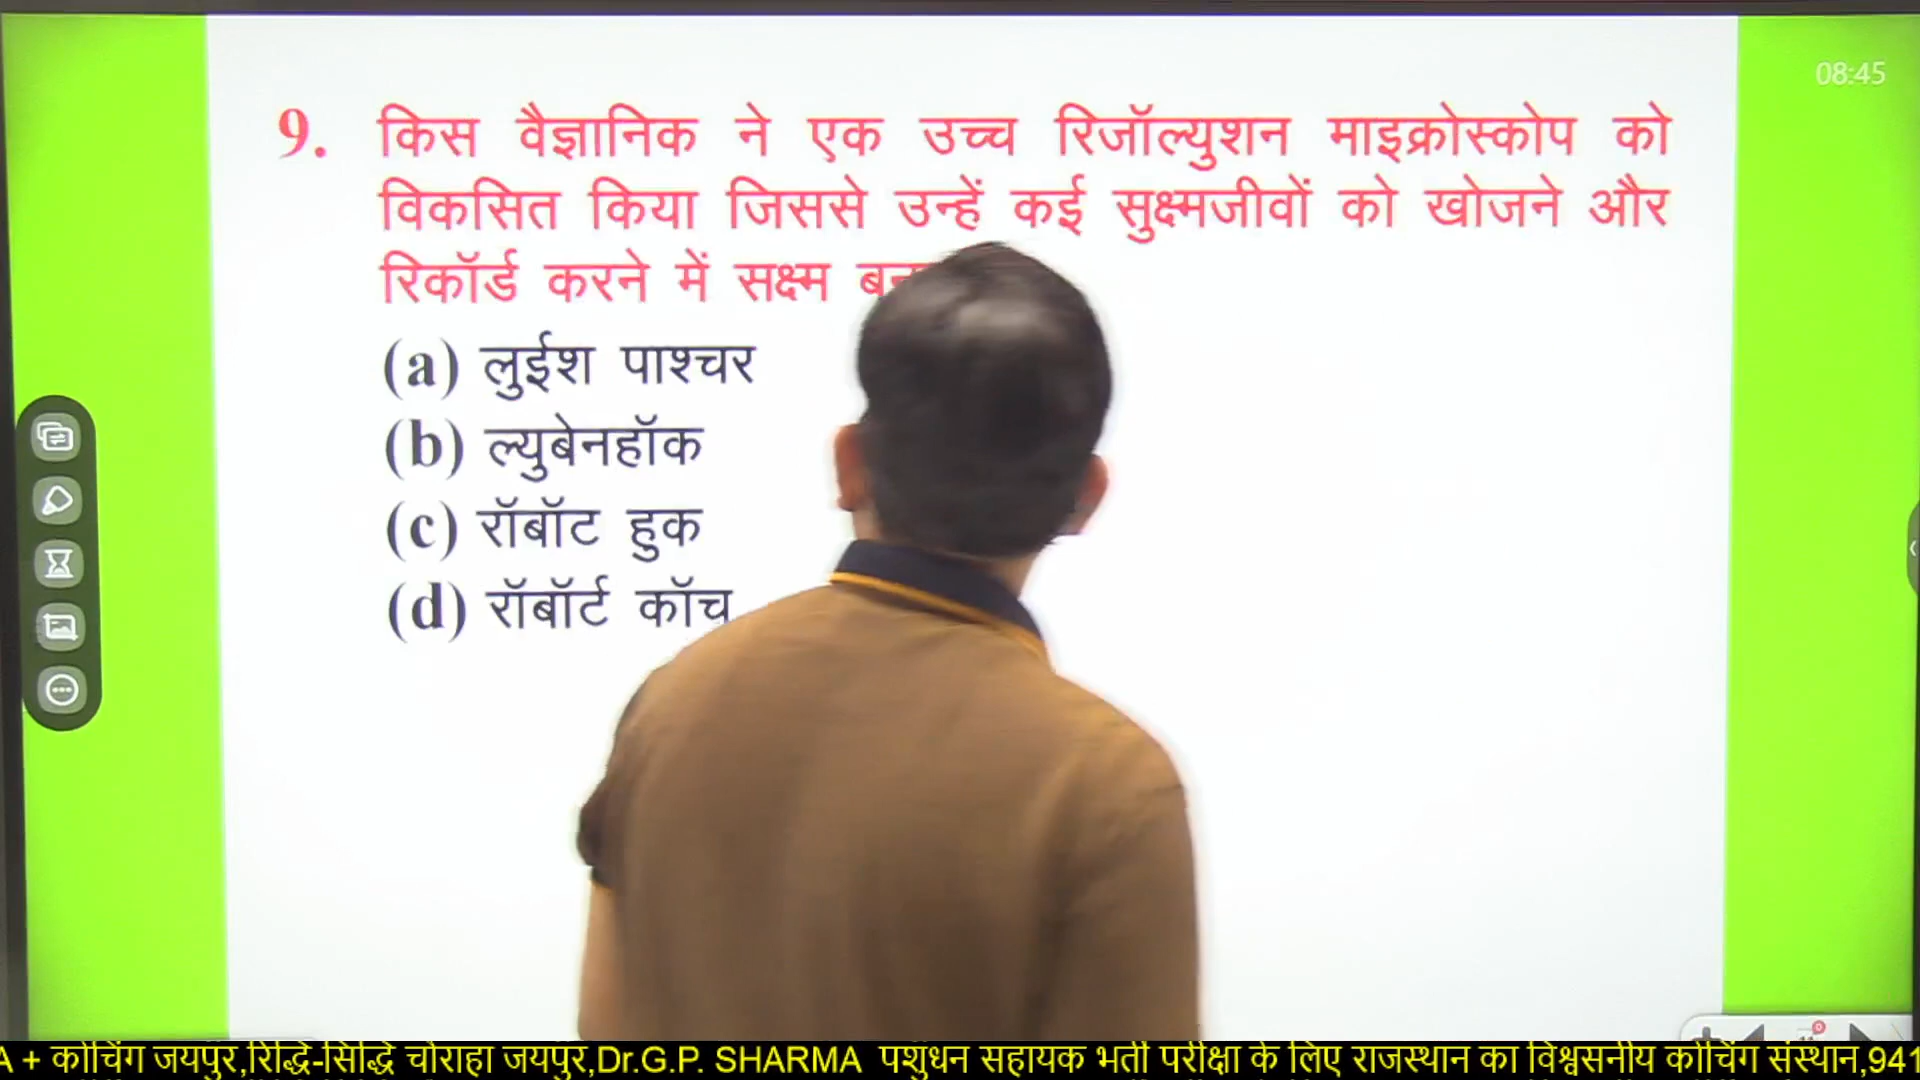 08:45
9. किस वैज्ञानिक ने एक उच्च रिजॉल्युशन माइक्रोस्कोप को
विकसित किया जिससे उन्हें कई सुक्ष्मजीवों को खोजने और
रिकॉर्ड करने में सक्ष्म
(a) लुईश पाश्चर
(b) ल्युबेनहॉक
(c) रॉबॉट हुक
(d) रॉबॉर्ट कॉच
A + कोचिंग जयपुर,रिद्धि-सिद्धि चौराहा जयपुर,Dr.G.P. SHARMA पशुधन सहायक भर्ती परीक्षा के लिए राजस्थान का विश्वसनीय कोचिंग संस्थान,941